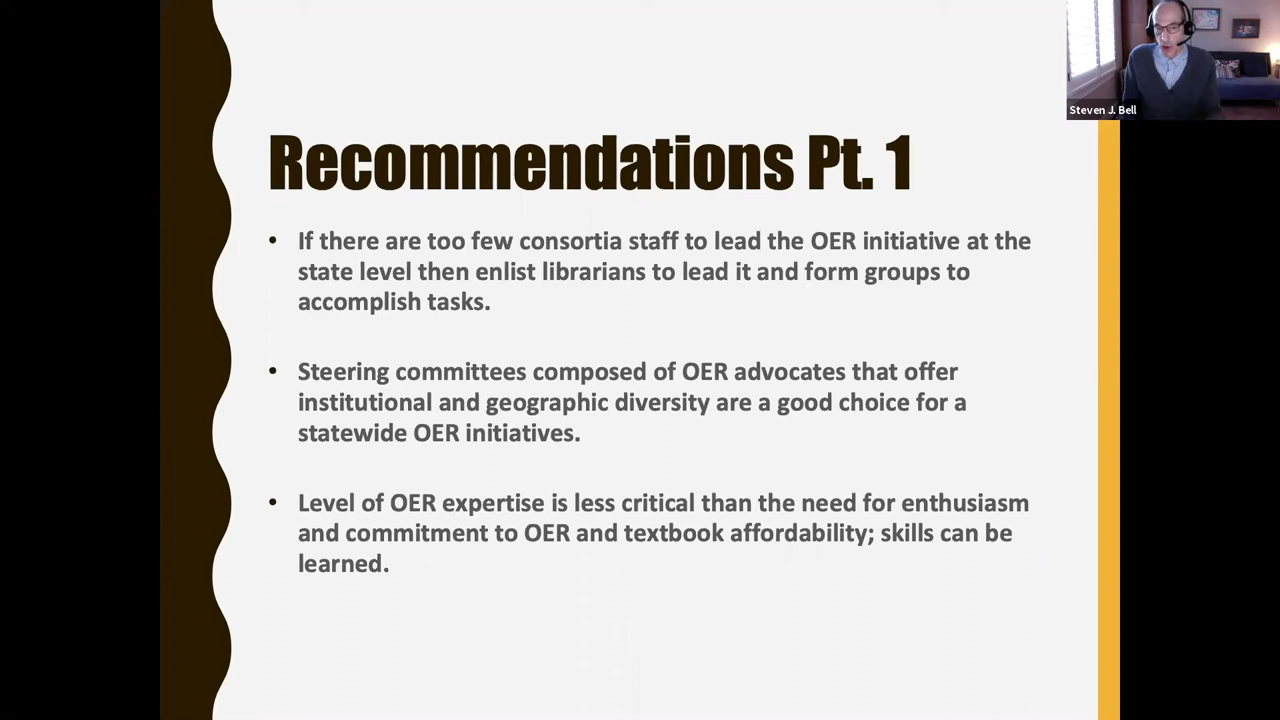 Steven J. Bell
Recommendations Pt. 1
• If there are too few consortia staff to lead the OER initiative at the
state level then enlist librarians to lead it and form groups to
accomplish tasks.
• Steering committees composed of OER advocates that offer
institutional and geographic diversity are a good choice for a
statewide OER initiatives.
• Level of OER expertise is less critical than the need for enthusiasm
and commitment to OER and textbook affordability; skills can be
learned.